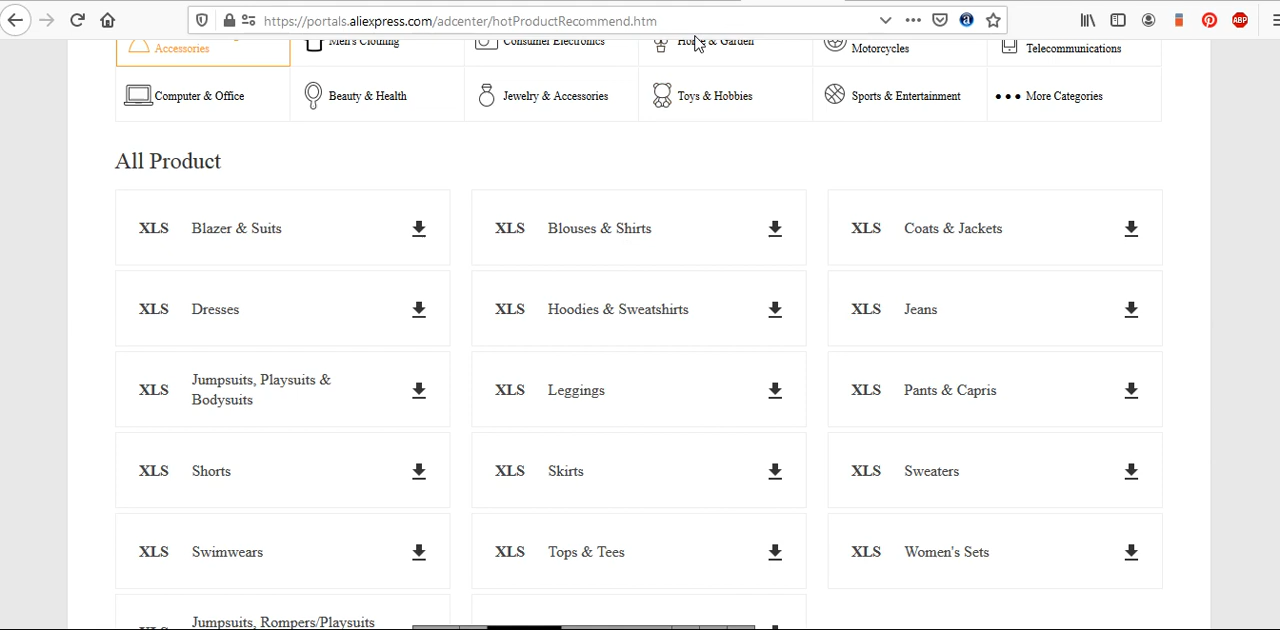 https://portals.aliexpress.com/adcenter/hotProductRecommend.htm
ABP
Accessories
Men's Clothing
Consumer Electronics
Home & Garden
Motorcycles
Telecommunications
Computer & Office
Beauty & Health
Jewelry & Accessories
Toys & Hobbies
Sports & Entertainment
More Categories
All Product
XLS Blazer & Suits
XLS Blouses & Shirts
XLS Coats & Jackets
XLS Dresses
XLS Hoodies & Sweatshirts
XLS Jeans
XLS Jumpsuits, Playsuits &
Bodysuits
XLS Leggings
XLS Pants & Capris
XLS Shorts
XLS Skirts
XLS Sweaters
XLS Swimwears
XLS Tops & Tees
XLS Women's Sets
Jumpsuits, Rompers/Playsuits